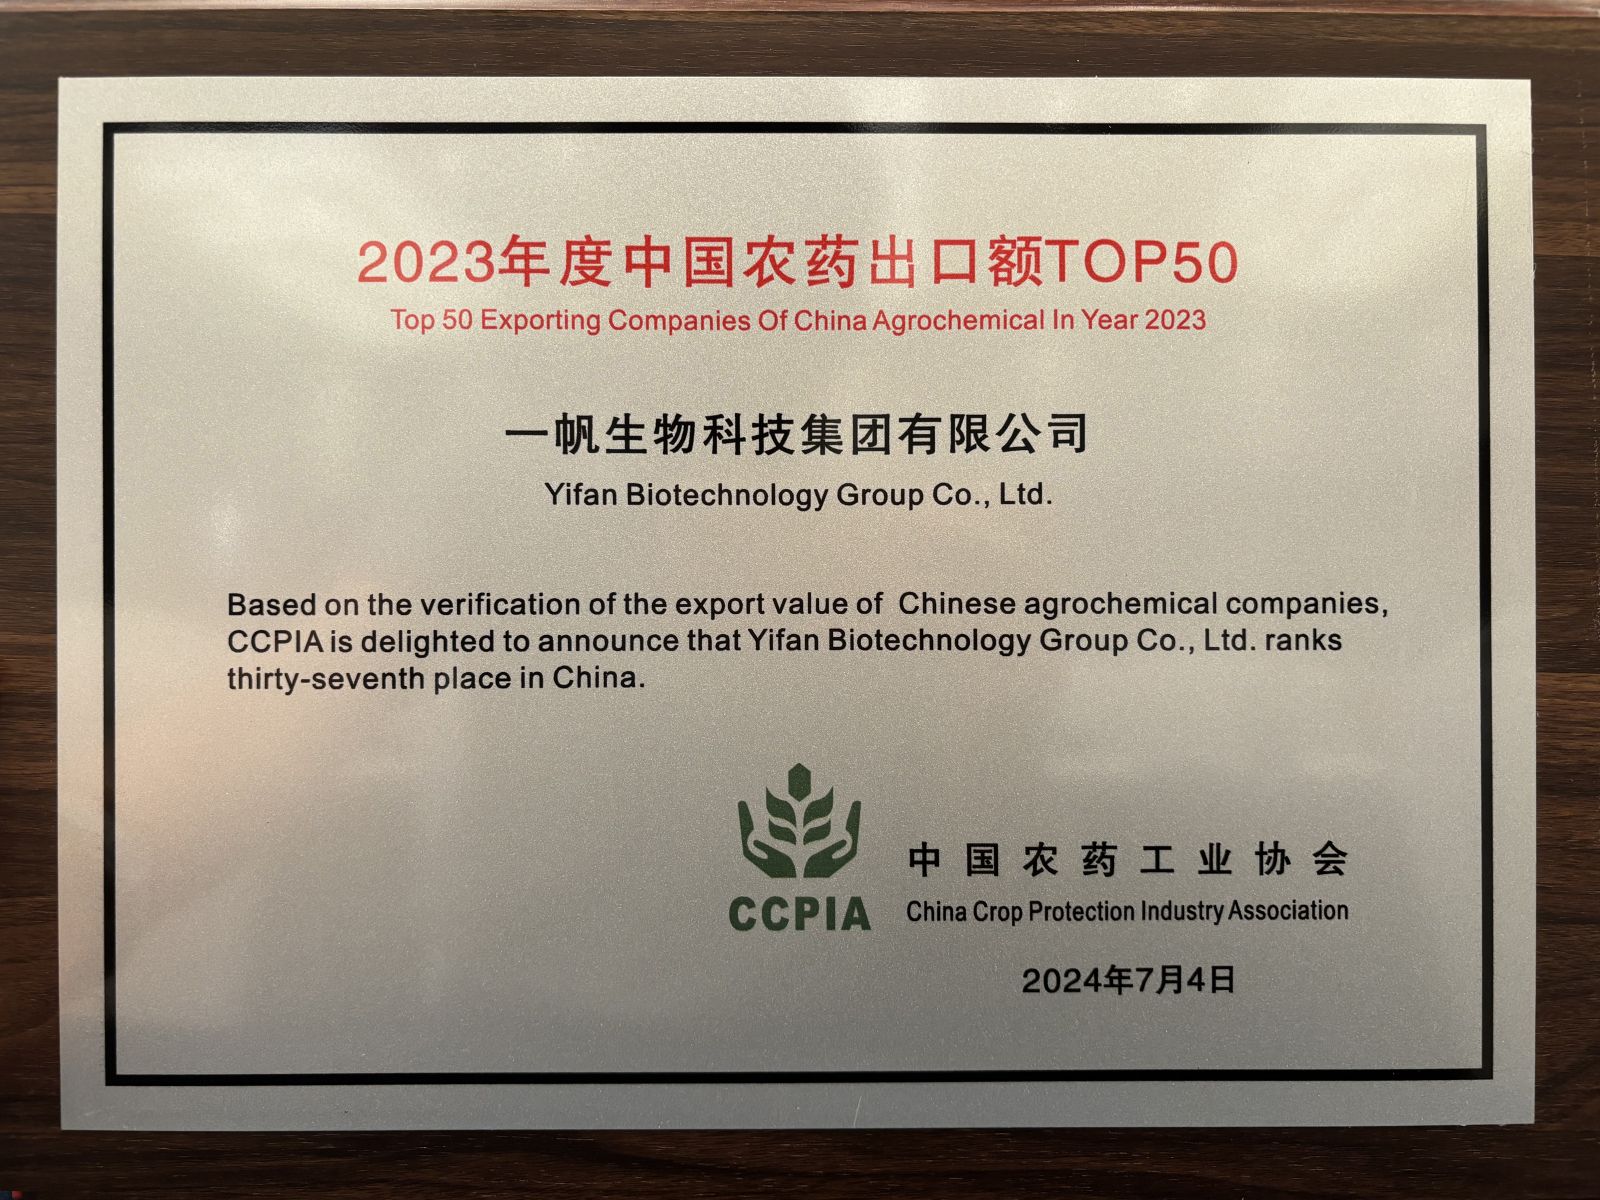 2023年度中国农药出口额TOP50
Top 50 Exporting Companies Of China Agrochemical In Year 2023
一帆生物科技集团有限公司
Yifan Biotechnology Group Co., Ltd.
Based on the verification of the export value of Chinese agrochemical companies,
CCPIA is delighted to announce that Yifan Biotechnology Group Co., Ltd. ranks
thirty-seventh place in China.
CCPIA
中国农药工业协会
China Crop Protection Industry Association
2024年7月4日